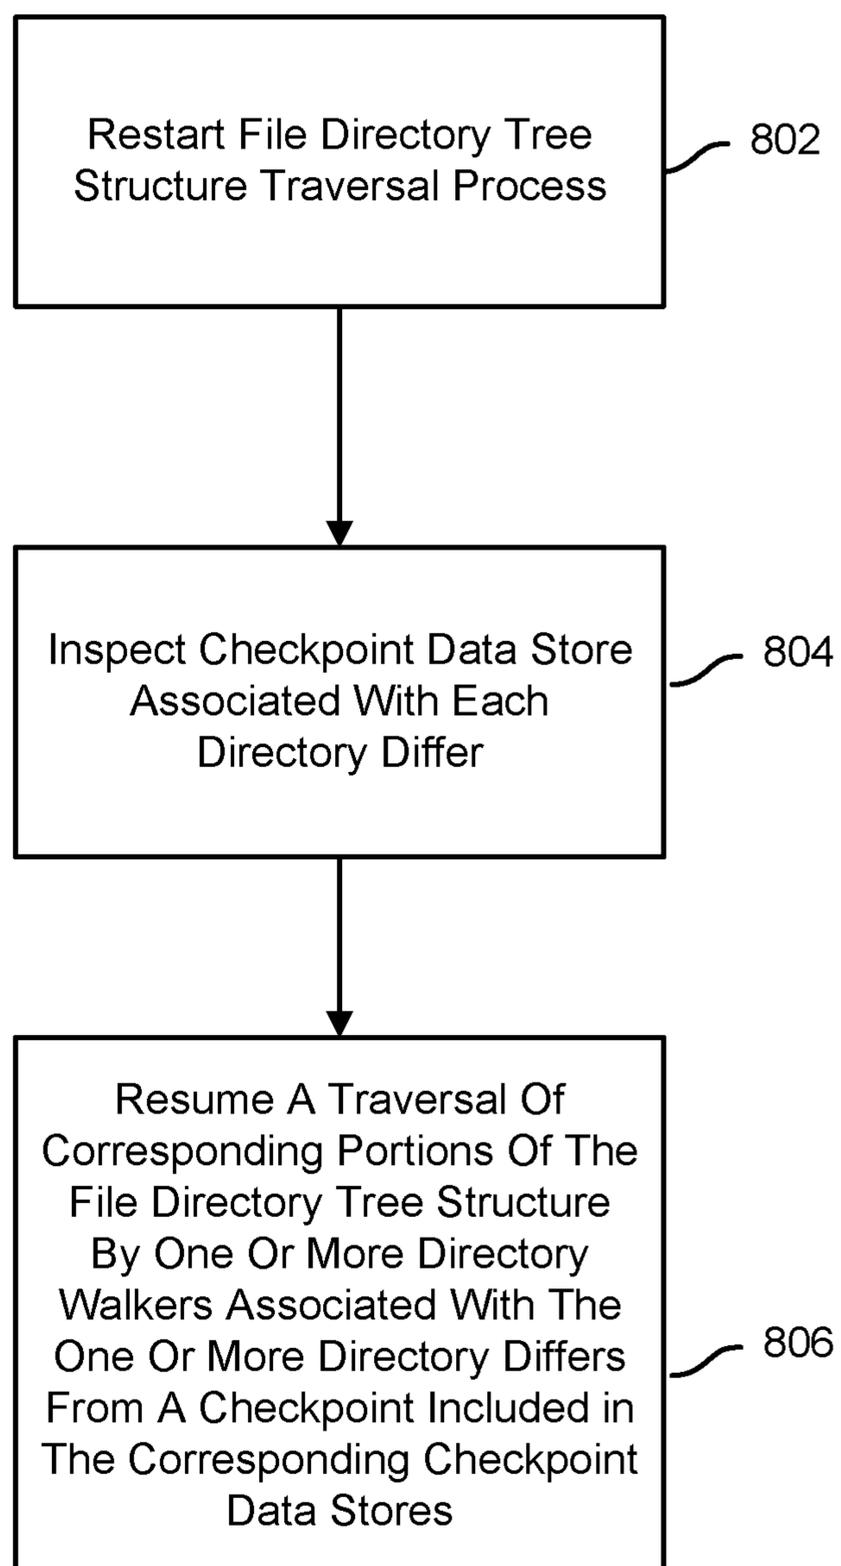 Restart File Directory Tree
Structure Traversal Process
802
Inspect Checkpoint Data Store
Associated With Each
Directory Differ
804
Resume A Traversal Of
Corresponding Portions Of The
File Directory Tree Structure
By One Or More Directory
Walkers Associated With The
One Or More Directory Differs
From A Checkpoint Included in
The Corresponding Checkpoint
Data Stores
806